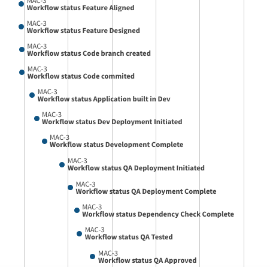 MAC-3
Workflow status Feature Aligned
MAC-3
Workflow status Feature Designed
MAC-3
Workflow status Code branch created
MAC-3
Workflow status Code commited
MAC-3
Workflow status Application built in Dev
MAC-3
Workflow status Dev Deployment Initiated
MAC-3
Workflow status Development Complete
MAC-3
Workflow status QA Deployment Initiated
MAC-3
Workflow status QA Deployment Complete
MAC-3
Workflow status Dependency Check Complete
MAC-3
Workflow status QA Tested
MAC-3
Workflow status QA Approved